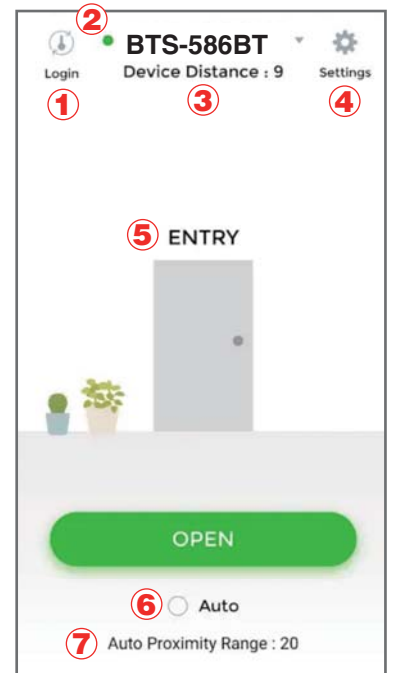 ②
BTS-586BT
Login
Device Distance : 9
Settings
① ③ ④
⑤ ENTRY
OPEN
⑥ Auto
⑦ Auto Proximity Range : 20